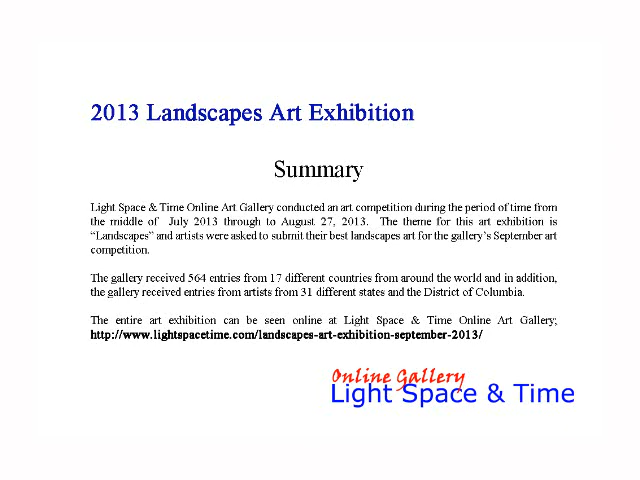 2013 Landscapes Art Exhibition
Summary
Light Space & Time Online Art Gallery conducted an art competition during the period of time from
the middle of July 2013 through to August 27, 2013. The theme for this art exhibition is
“Landscapes” and artists were asked to submit their best landscapes art for the gallery’s September art
competition.
The gallery received 564 entries from 17 different countries from around the world and in addition,
the gallery received entries from artists from 31 different states and the District of Columbia.
The entire art exhibition can be seen online at Light Space & Time Online Art Gallery;
http://www.lightspacetime.com/landscapes-art-exhibition-september-2013/
Online Gallery
Light Space & Time